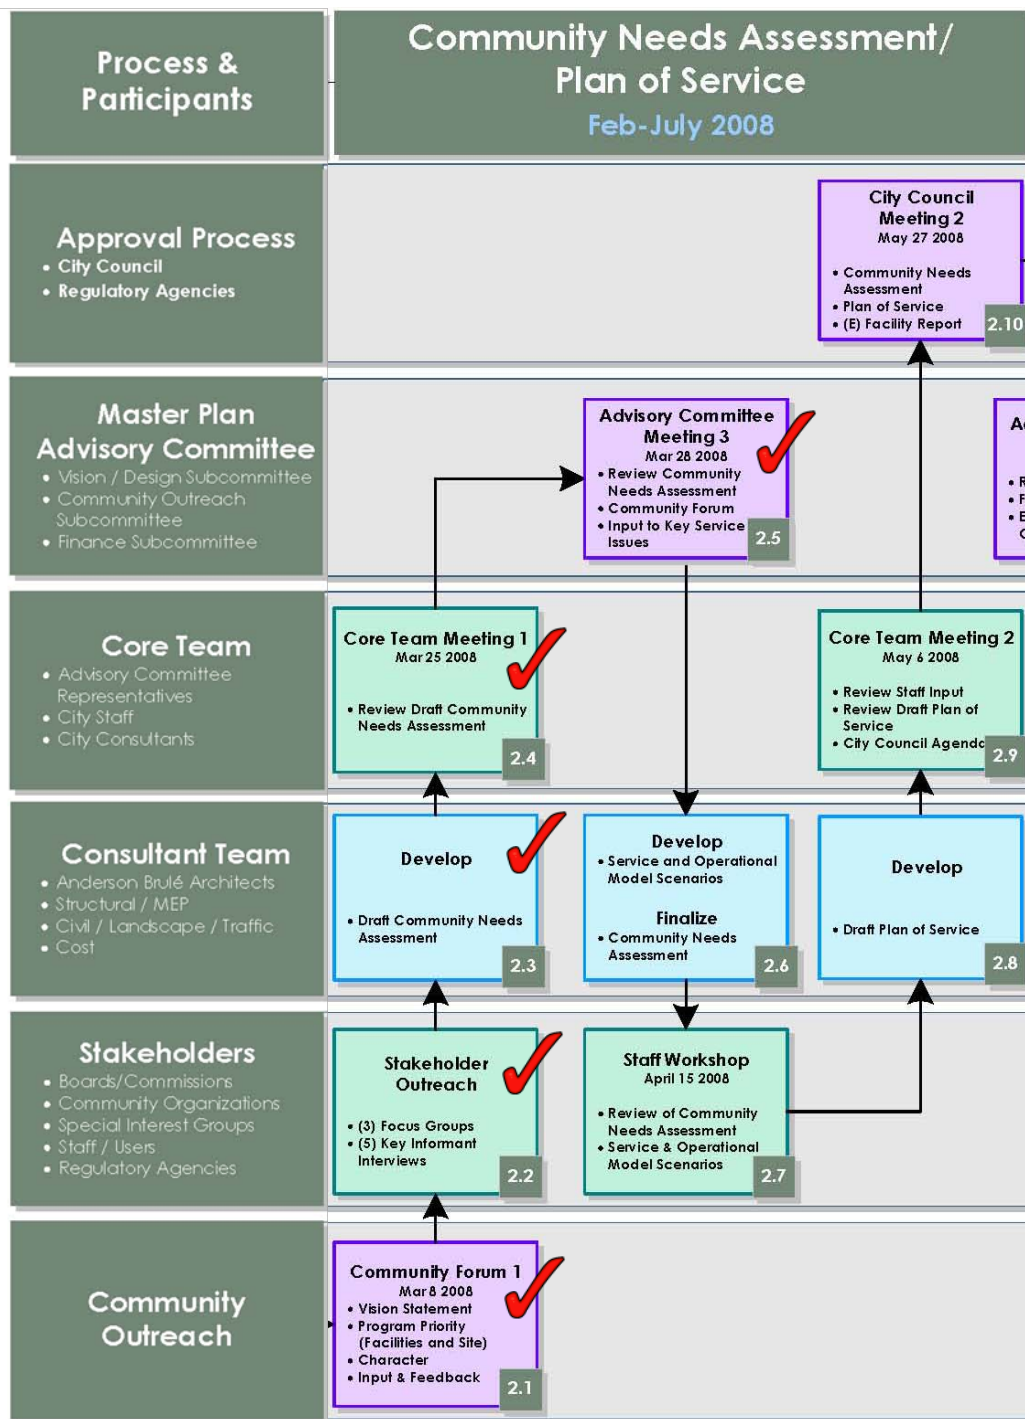 Process &
Participants
Community Needs Assessment/
Plan of Service
Feb-July 2008
Approval Process
• City Council
• Regulatory Agencies
City Council
Meeting 2
May 27 2008
• Community Needs
Assessment
• Plan of Service
• (E) Facility Report
2.10
Master Plan
Advisory Committee
• Vision / Design Subcommittee
• Community Outreach
Subcommittee
• Finance Subcommittee
Advisory Committee
Meeting 3
Mar 28 2008
• Review Community
Needs Assessment
• Community Forum
• Input to Key Service
Issues
2.5
Core Team
• Advisory Committee
Representatives
• City Staff
• City Consultants
Core Team Meeting 1
Mar 25 2008
• Review Draft Community
Needs Assessment
2.4
Core Team Meeting 2
May 6 2008
• Review Staff Input
• Review Draft Plan of
Service
• City Council Agenda
2.9
Consultant Team
• Anderson Brulé Architects
• Structural / MEP
• Civil / Landscape / Traffic
• Cost
Develop
• Draft Community Needs
Assessment
2.3
Develop
• Service and Operational
Model Scenarios
Finalize
• Community Needs
Assessment
2.6
Develop
• Draft Plan of Service
2.8
Stakeholders
• Boards/Commissions
• Community Organizations
• Special Interest Groups
• Staff / Users
• Regulatory Agencies
Stakeholder
Outreach
• (3) Focus Groups
• (5) Key Informant
Interviews
2.2
Staff Workshop
April 15 2008
• Review of Community
Needs Assessment
• Service & Operational
Model Scenarios
2.7
Community
Outreach
Community Forum 1
Mar 8 2008
• Vision Statement
• Program Priority
(Facilities and Site)
• Character
• Input & Feedback
2.1